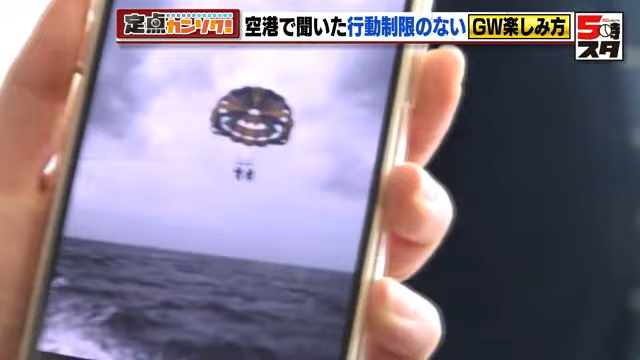 定点カンソク!
空港で聞いた行動制限のない
GW楽しみ方
5時
スタ